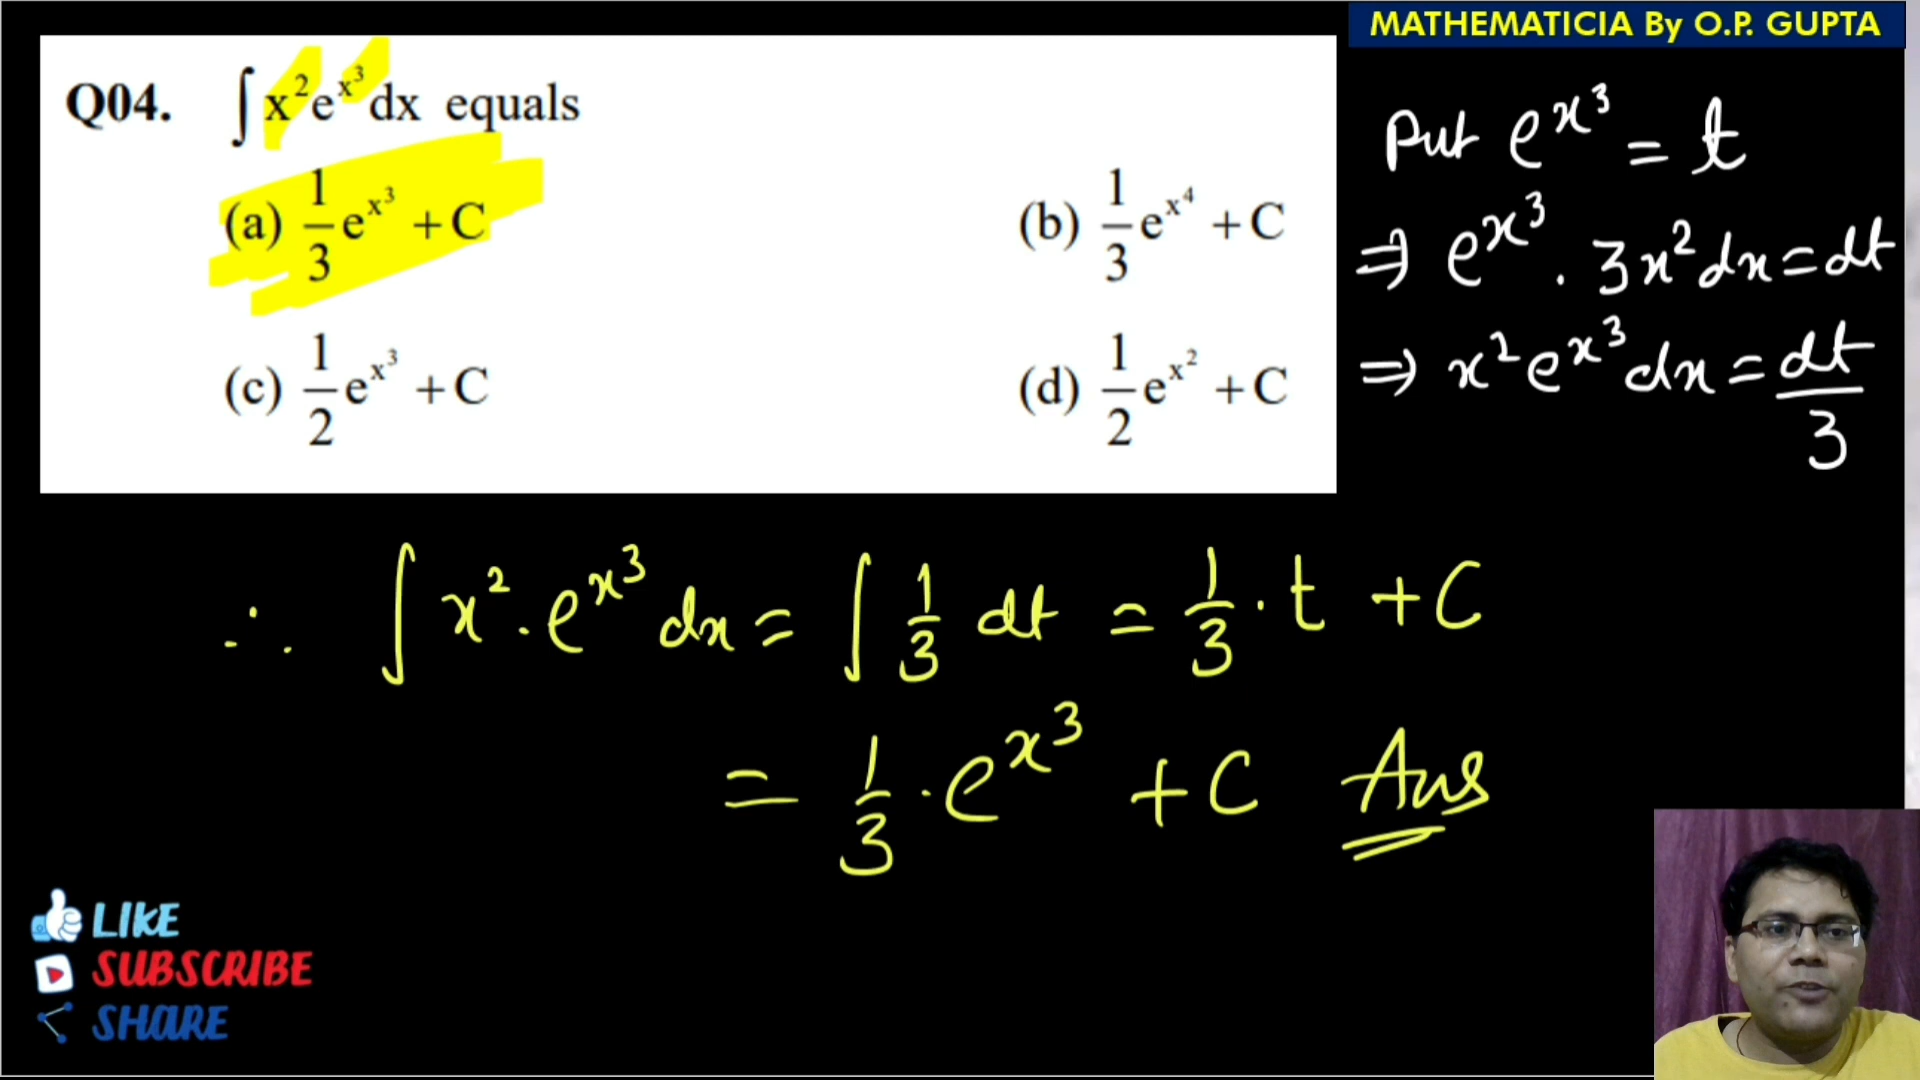 MATHEMATICIA By O.P. GUPTA
Q04. ∫x²e^{x³}dx equals
(a) 1/3 e^{x³} + C
(b) 1/3 e^{x⁴} + C
(c) 1/2 e^{x³} + C
(d) 1/2 e^{x²} + C
Put e^{x³} = t
⇒ e^{x³} . 3x²dx = dt
⇒ x²e^{x³}dx = dt/3
∴ ∫x².e^{x³}dx = ∫1/3 dt = 1/3 . t + C
= 1/3 . e^{x³} + C Ans
LIKE
SUBSCRIBE
SHARE